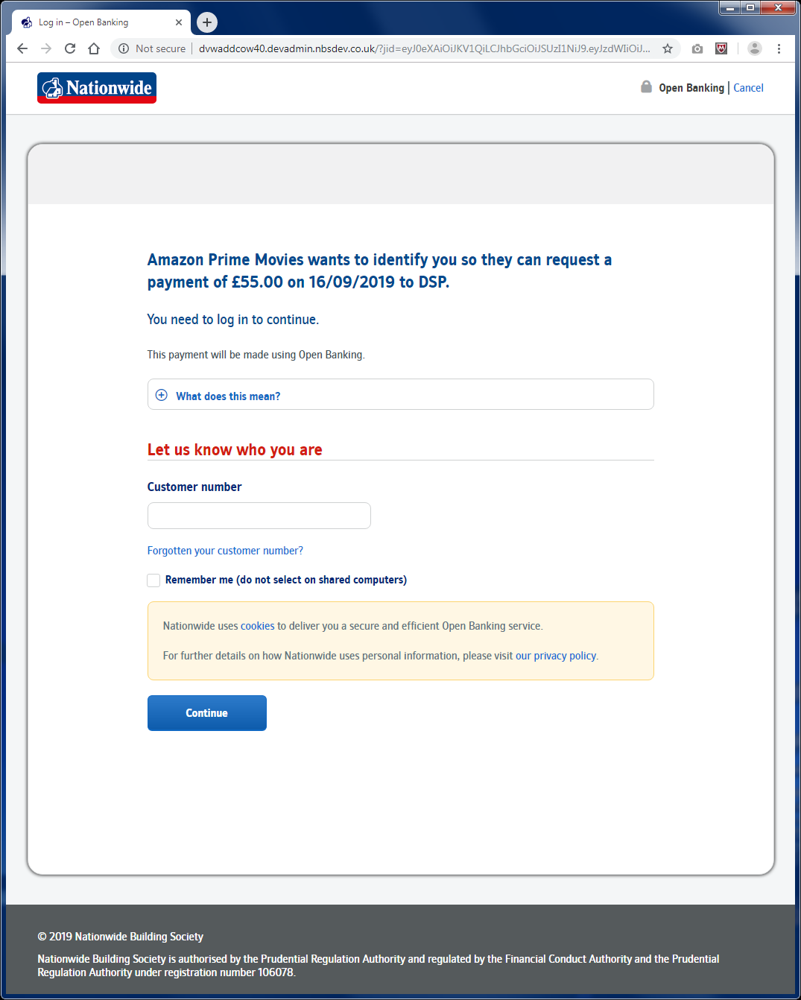 Log in – Open Banking
Not secure | dvwaddcow40.devadmin.nbsdev.co.uk/?jid=eyJ0eXAiOiJKV1QiLCJhbGciOiJSUzI1NiJ9.eyJzdWIiOiJ...
Nationwide
Open Banking | Cancel
Amazon Prime Movies wants to identify you so they can request a
payment of £55.00 on 16/09/2019 to DSP.
You need to log in to continue.
This payment will be made using Open Banking.
What does this mean?
Let us know who you are
Customer number
Forgotten your customer number?
Remember me (do not select on shared computers)
Nationwide uses cookies to deliver you a secure and efficient Open Banking service.
For further details on how Nationwide uses personal information, please visit our privacy policy.
Continue
© 2019 Nationwide Building Society
Nationwide Building Society is authorised by the Prudential Regulation Authority and regulated by the Financial Conduct Authority and the Prudential
Regulation Authority under registration number 106078.